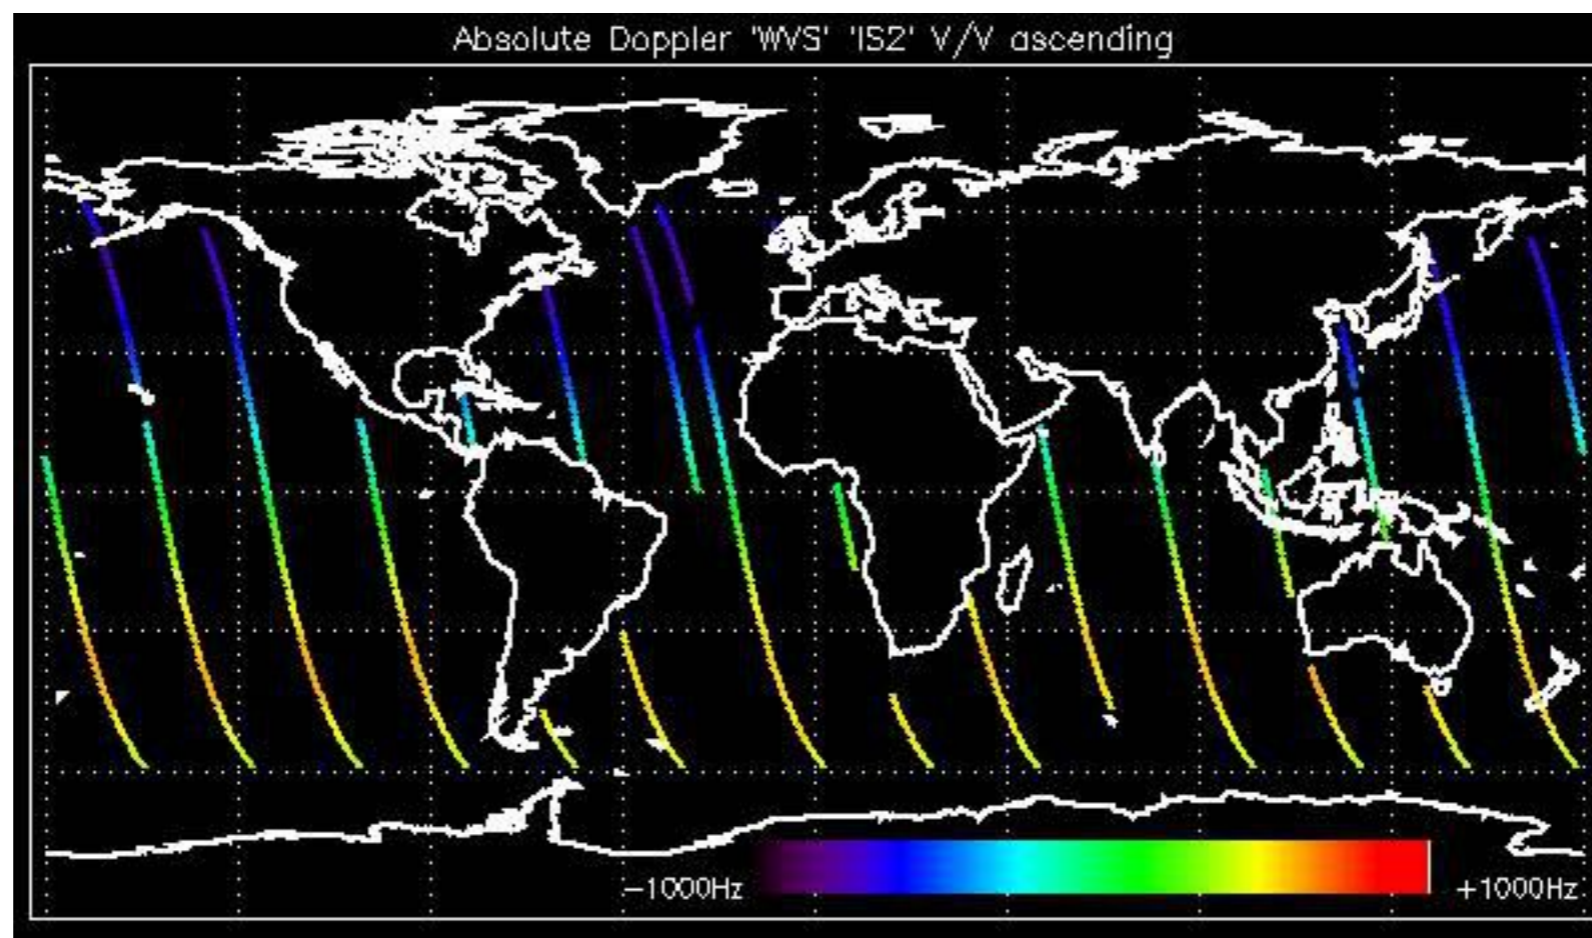 Absolute Doppler 'WVS' 'IS2' V/V ascending
-1000Hz +1000Hz